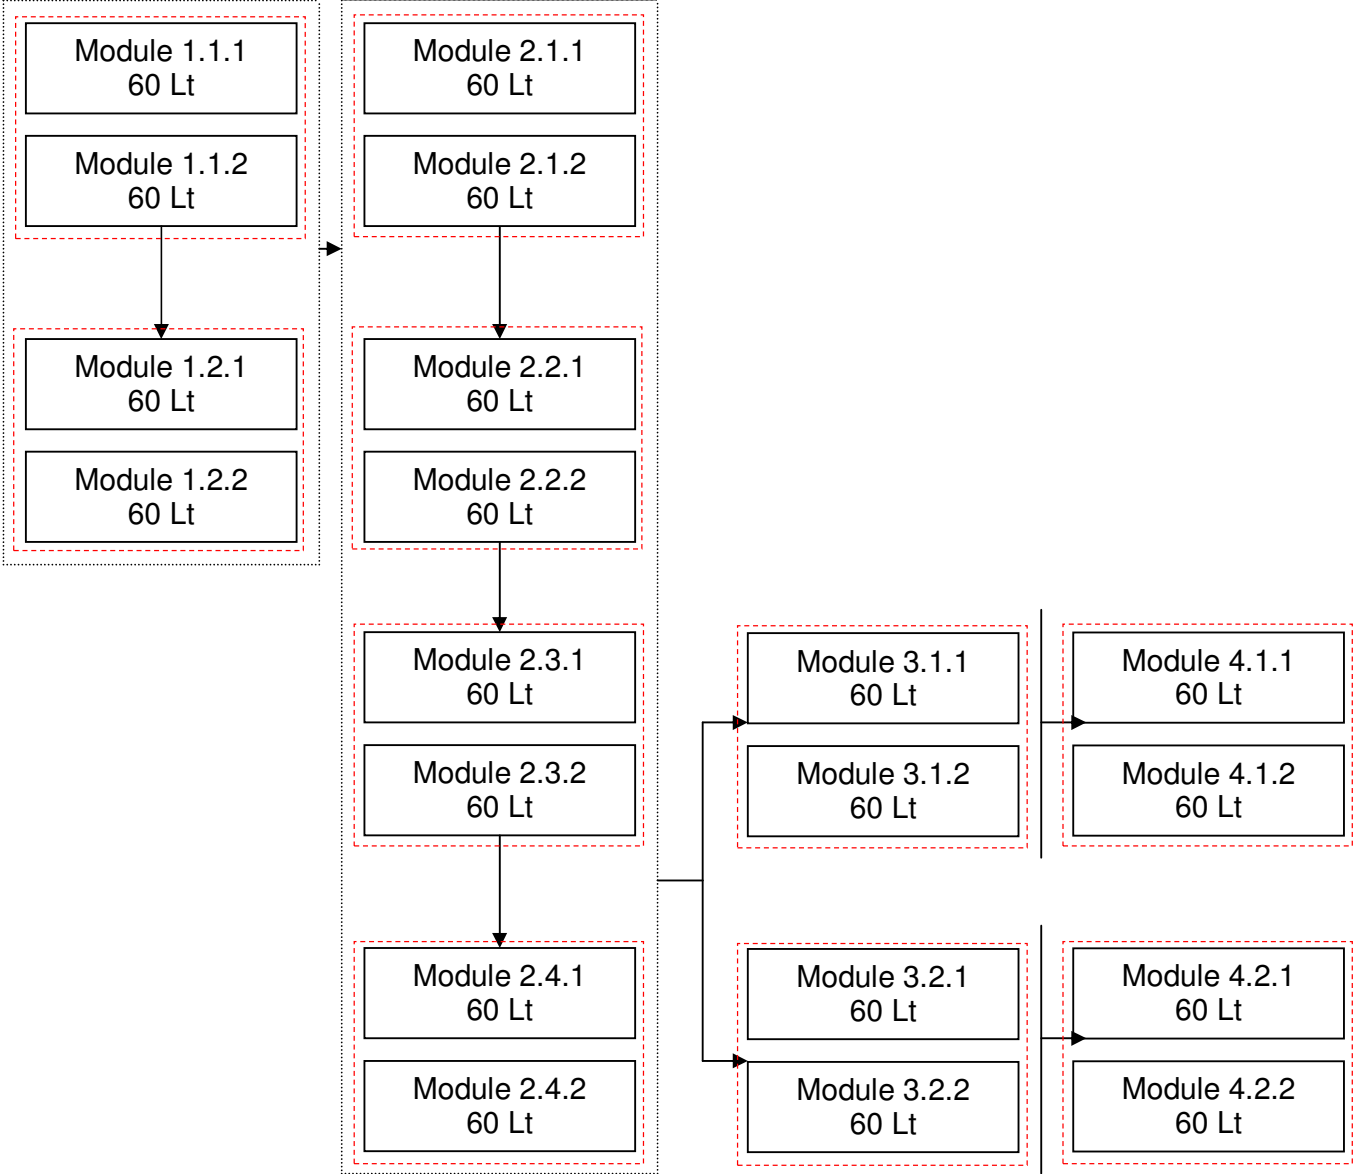 Module 1.1.1
60 Lt
Module 1.1.2
60 Lt
Module 1.2.1
60 Lt
Module 1.2.2
60 Lt
Module 2.1.1
60 Lt
Module 2.1.2
60 Lt
Module 2.2.1
60 Lt
Module 2.2.2
60 Lt
Module 2.3.1
60 Lt
Module 2.3.2
60 Lt
Module 2.4.1
60 Lt
Module 2.4.2
60 Lt
Module 3.1.1
60 Lt
Module 3.1.2
60 Lt
Module 3.2.1
60 Lt
Module 3.2.2
60 Lt
Module 4.1.1
60 Lt
Module 4.1.2
60 Lt
Module 4.2.1
60 Lt
Module 4.2.2
60 Lt